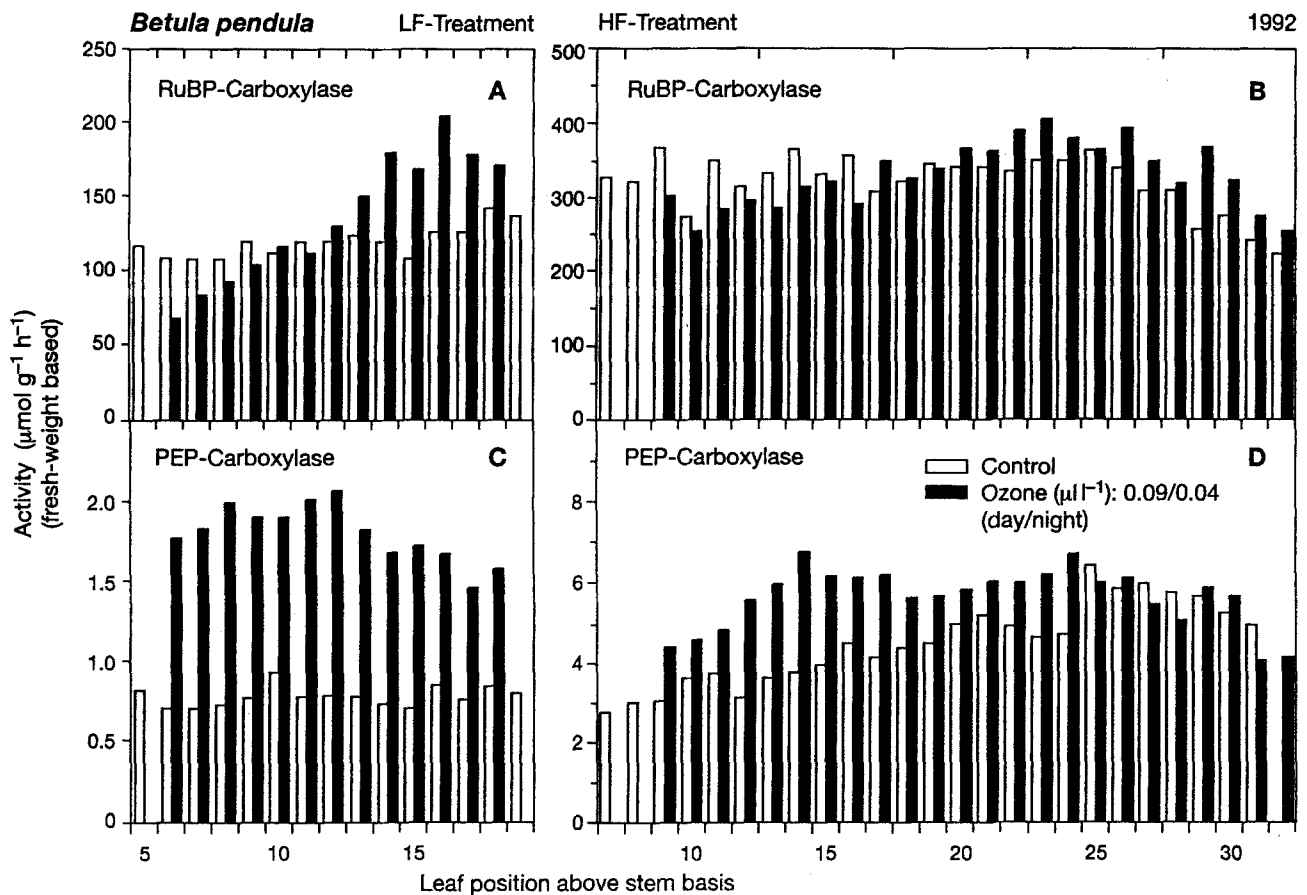 Betula pendula LF-Treatment HF-Treatment 1992
250
200
150
100
50
0
RuBP-Carboxylase A
500
400
350
300
250
300
100
0
RuBP-Carboxylase B
Activity (μmol g⁻¹ h⁻¹)
(fresh-weight based)
2.0
1.5
1.0
0.5
0
PEP-Carboxylase C
8
6
4
2
0
PEP-Carboxylase D
Control
Ozone (μl l⁻¹): 0.09/0.04
(day/night)
5 10 15
10 15 20 25 30
Leaf position above stem basis